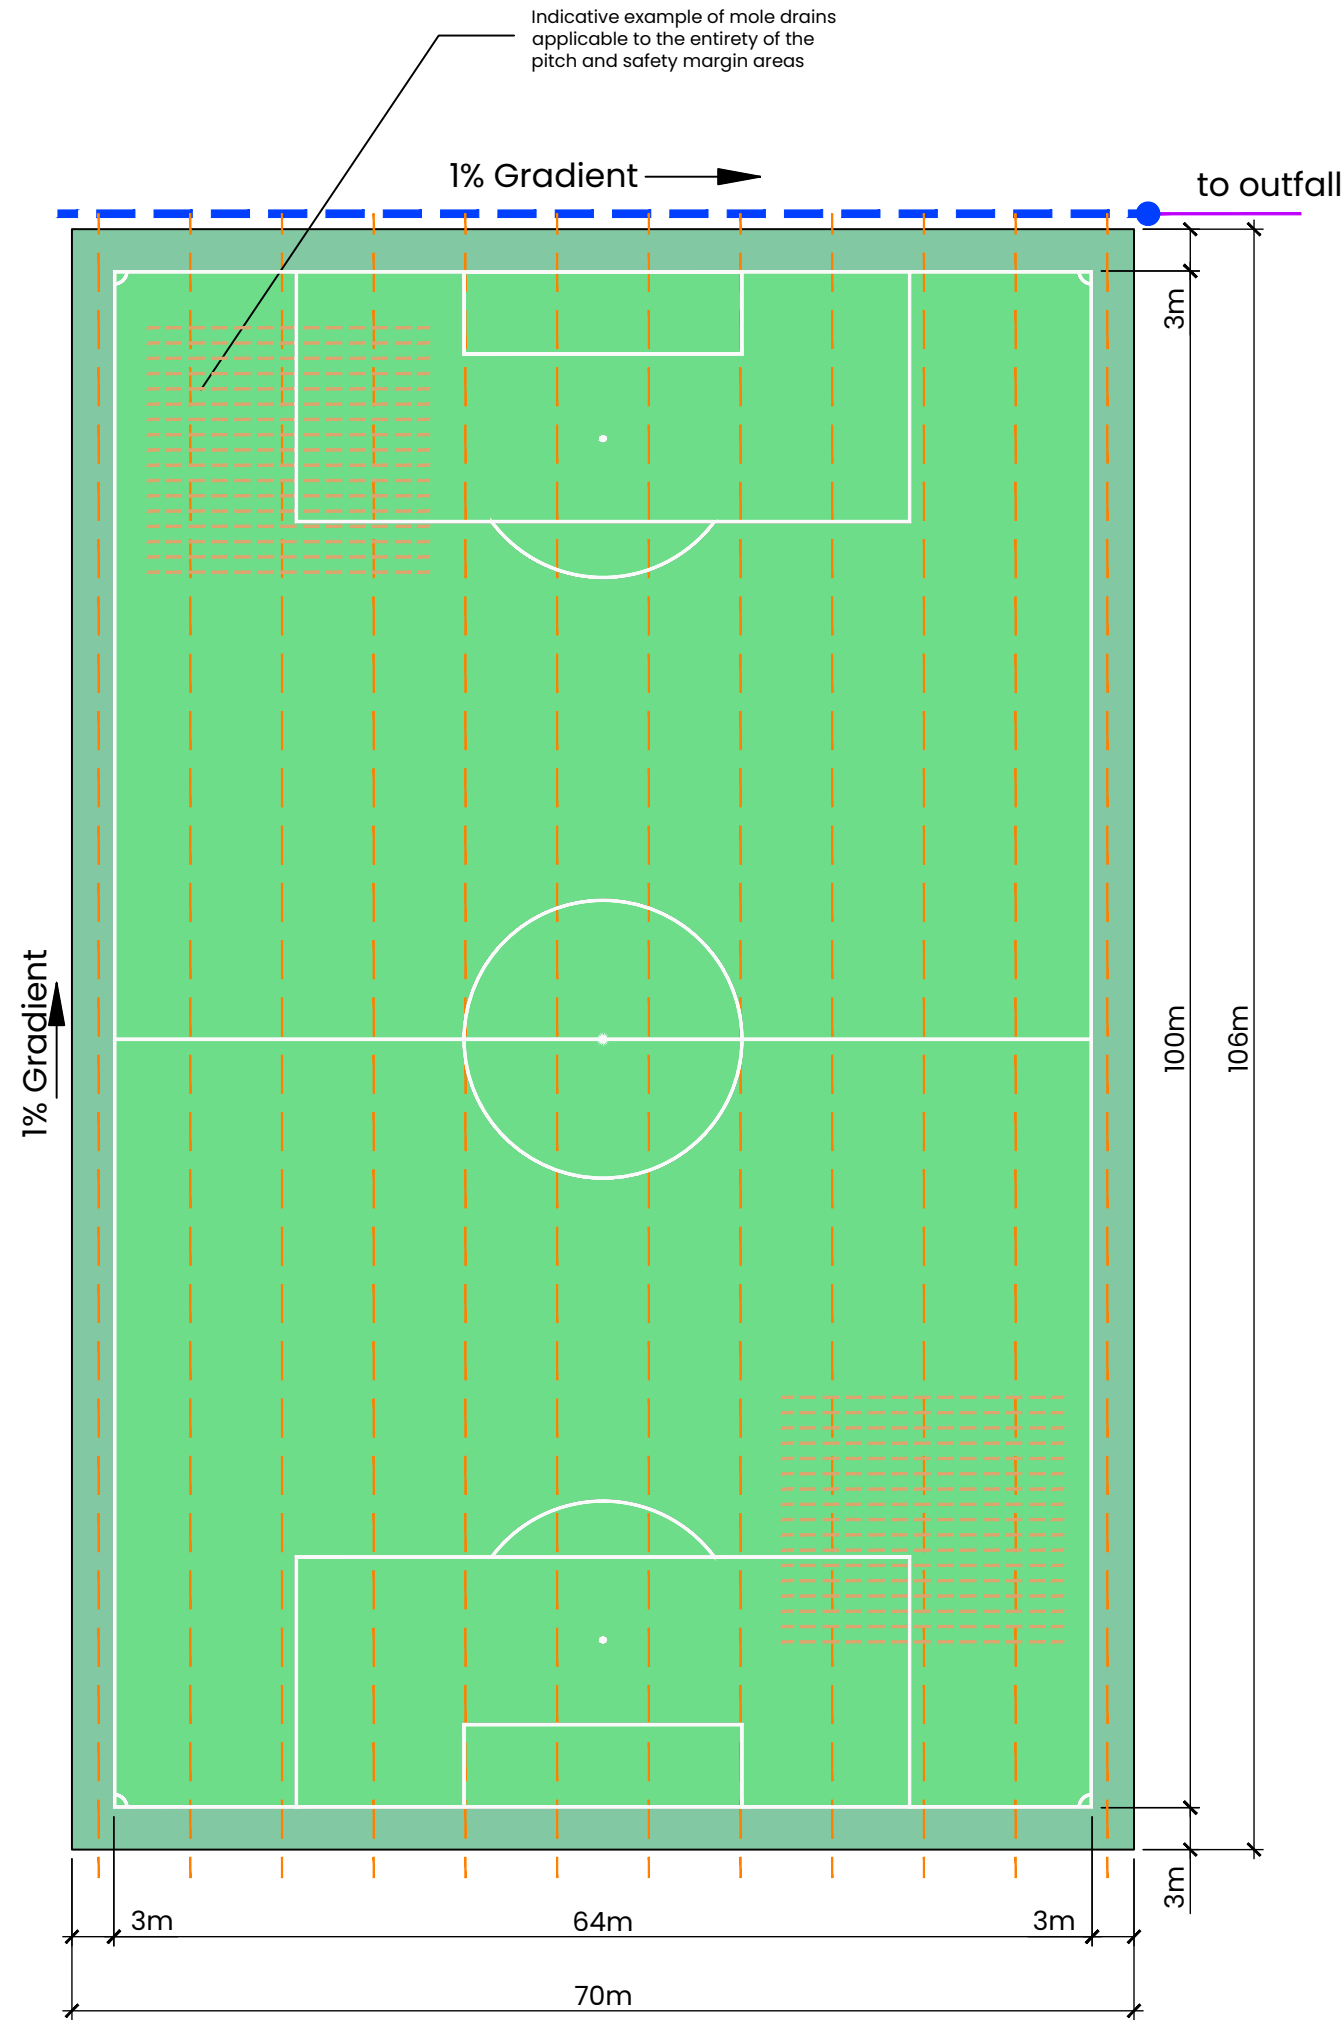 Indicative example of mole drains
applicable to the entirety of the
pitch and safety margin areas
1% Gradient
to outfall
3m
1% Gradient
100m
106m
3m
3m
64m
3m
70m